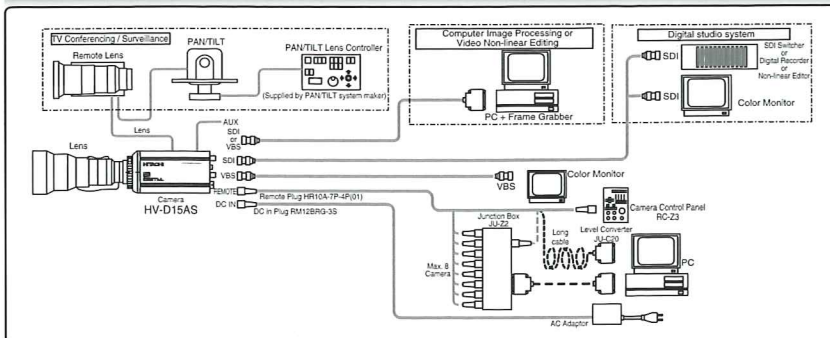 TV Conferencing / Surveillance
Remote Lens
PAN/TILT
PAN/TILT Lens Controller
(Supplied by PAN/TILT system maker)
Computer Image Processing or
Video Non-linear Editing
PC + Frame Grabber
Digital studio system
SDI
SDI Switcher
or
Digital Recorder
or
Non-linear Editor
SDI
Color Monitor
Lens
AUX
SDI
or
VBS
Lens
HITACHI
SDI
VBS
VBS
Color Monitor
Camera
HV-D15AS
REMOTE
Remote Plug HR10A-7P-4P(01)
DC IN
DC in Plug RM12BRG-3S
Camera Control Panel
RC-Z3
Junction Box
JU-Z2
Long
cable
Level Converter
JU-C20
Max. 8
Camera
PC
AC Adaptor